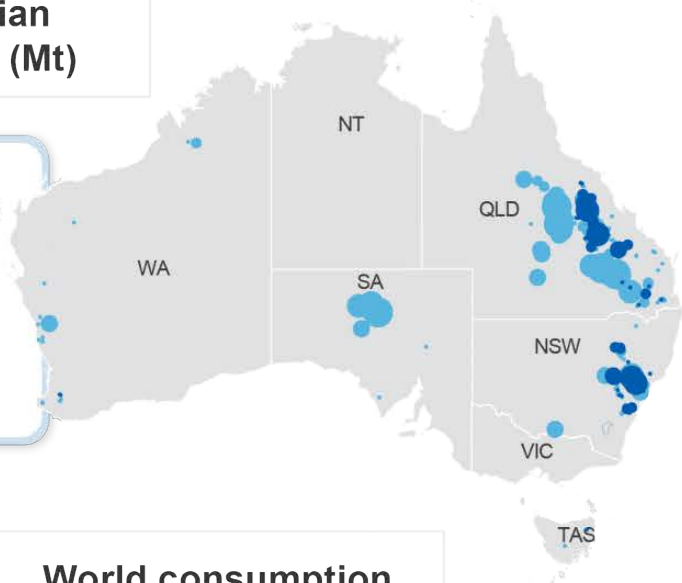 ian
(Mt)
NT
QLD
WA
SA
NSW
VIC
TAS
World consumption